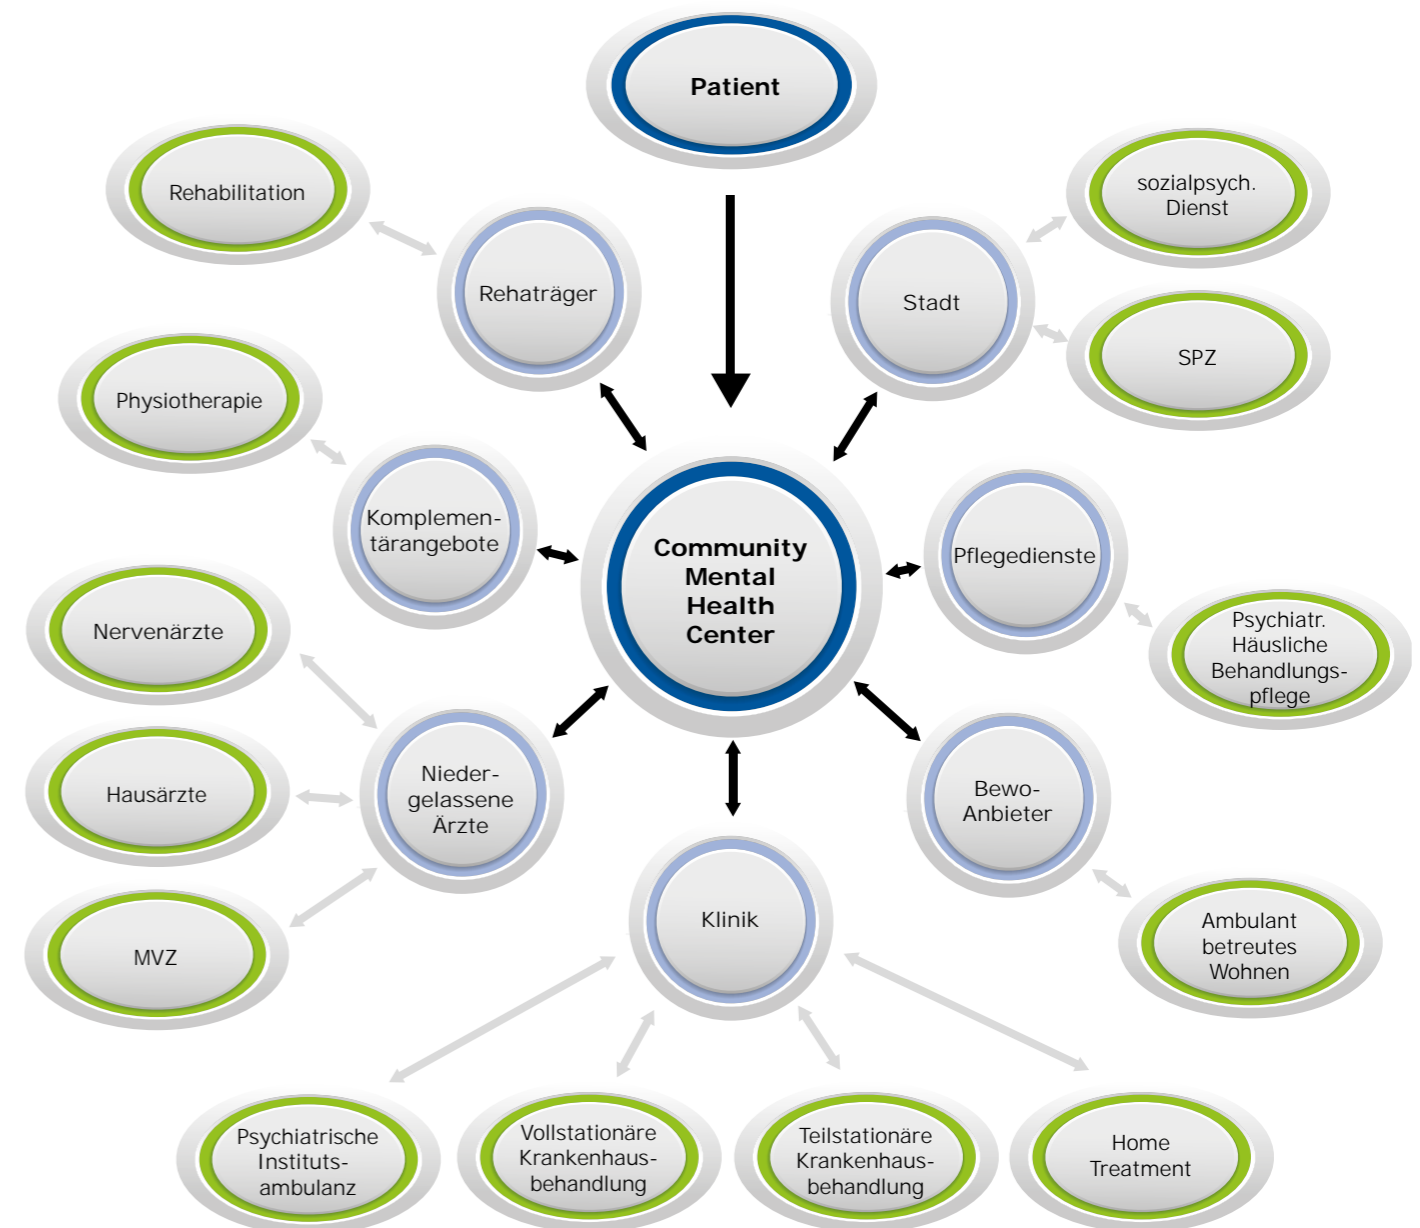 Patient
Rehabilitation
sozialpsych.
Dienst
Rehaträger
Stadt
SPZ
Physiotherapie
Komplemen-
tärangebote
Community
Mental
Health
Center
Pflegedienste
Nervenärzte
Psychiatr.
Häusliche
Behandlungs-
pflege
Hausärzte
Nieder-
gelassene
Ärzte
Bewo-
Anbieter
MVZ
Klinik
Ambulant
betreutes
Wohnen
Psychiatrische
Instituts-
ambulanz
Vollstationäre
Krankenhaus-
behandlung
Teilstationäre
Krankenhaus-
behandlung
Home
Treatment